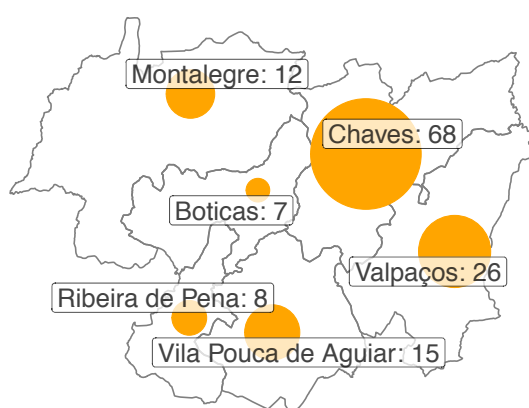 Montalegre: 12
Chaves: 68
Boticas: 7
Valpaços: 26
Ribeira de Pena: 8
Vila Pouca de Aguiar: 15